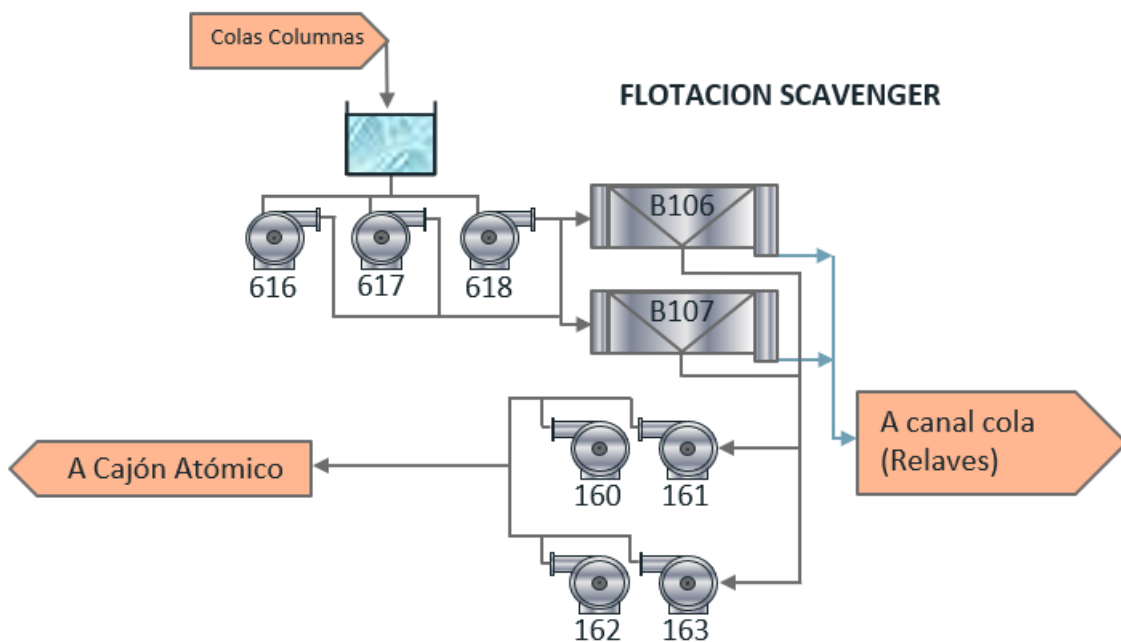 Colas Columnas
FLOTACION SCAVENGER
B106
616
617
618
B107
A canal cola
(Relaves)
A Cajón Atómico
160
161
162
163